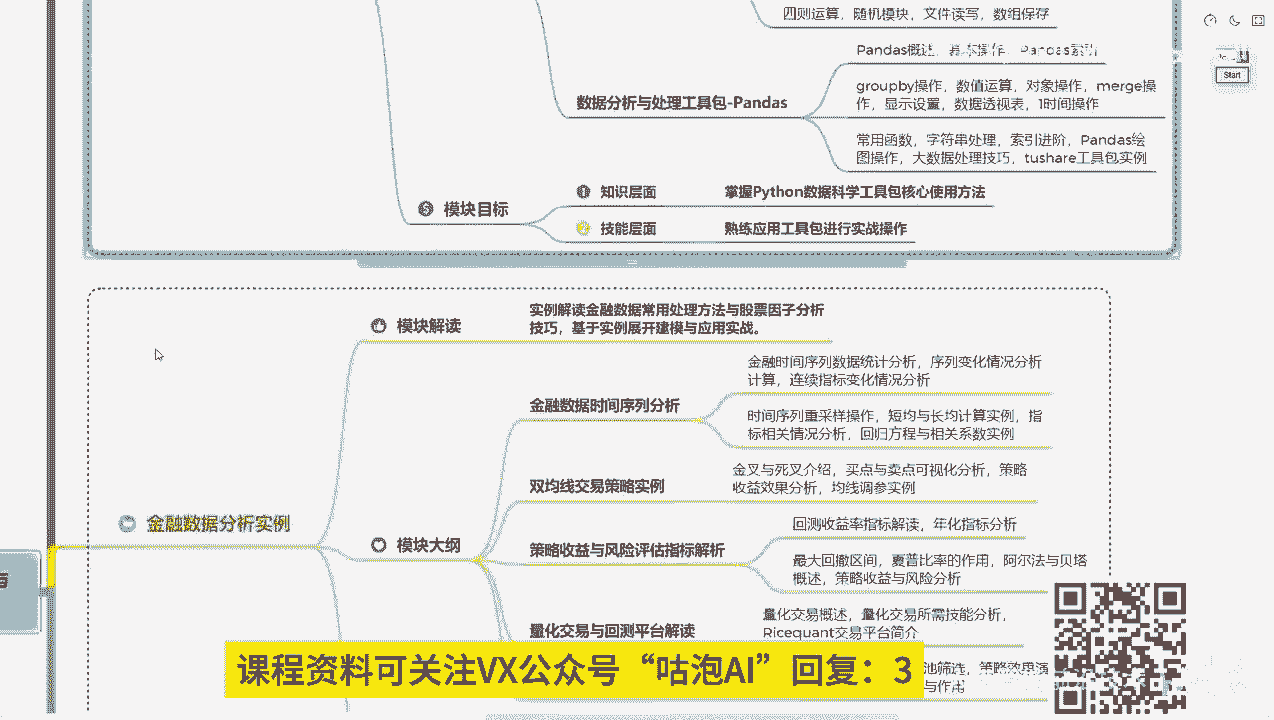 四则运算，随机模块，文件读写，数组保存
Start
Pandas概述，基本操作，Pandas索引
数据分析与处理工具包-Pandas
groupby操作，数值运算，对象操作，merge操
作，显示设置，数据透视表，1时间操作
常用函数，字符串处理，索引进阶，Pandas绘
图操作，大数据处理技巧，tushare工具包实例
模块目标
知识层面
掌握Python数据科学工具包核心使用方法
技能层面
熟练应用工具包进行实战操作
模块解读
实例解读金融数据常用处理方法与股票因子分析
技巧，基于实例展开建模与应用实战。
金融数据时间序列分析
金融时间序列数据统计分析，序列变化情况分析
计算，连续指标变化情况分析
时间序列重采样操作，短均与长均计算实例，指
标相关情况分析，回归方程与相关系数实例
双均线交易策略实例
金叉与死叉介绍，买点与卖点可视化分析，策略
收益效果分析，均线调参实例
金融数据分析实例
模块大纲
策略收益与风险评估指标解析
回测收益率指标解读，年化指标分析
最大回撤区间，夏普比率的作用，阿尔法与贝塔
概述，策略收益与风险分析
量化交易与回测平台解读
量化交易概述，量化交易所需技能分析，
Ricequant交易平台简介
池筛选，策略效果演
与作用
课程资料可关注VX公众号“咕泡AI”回复：3